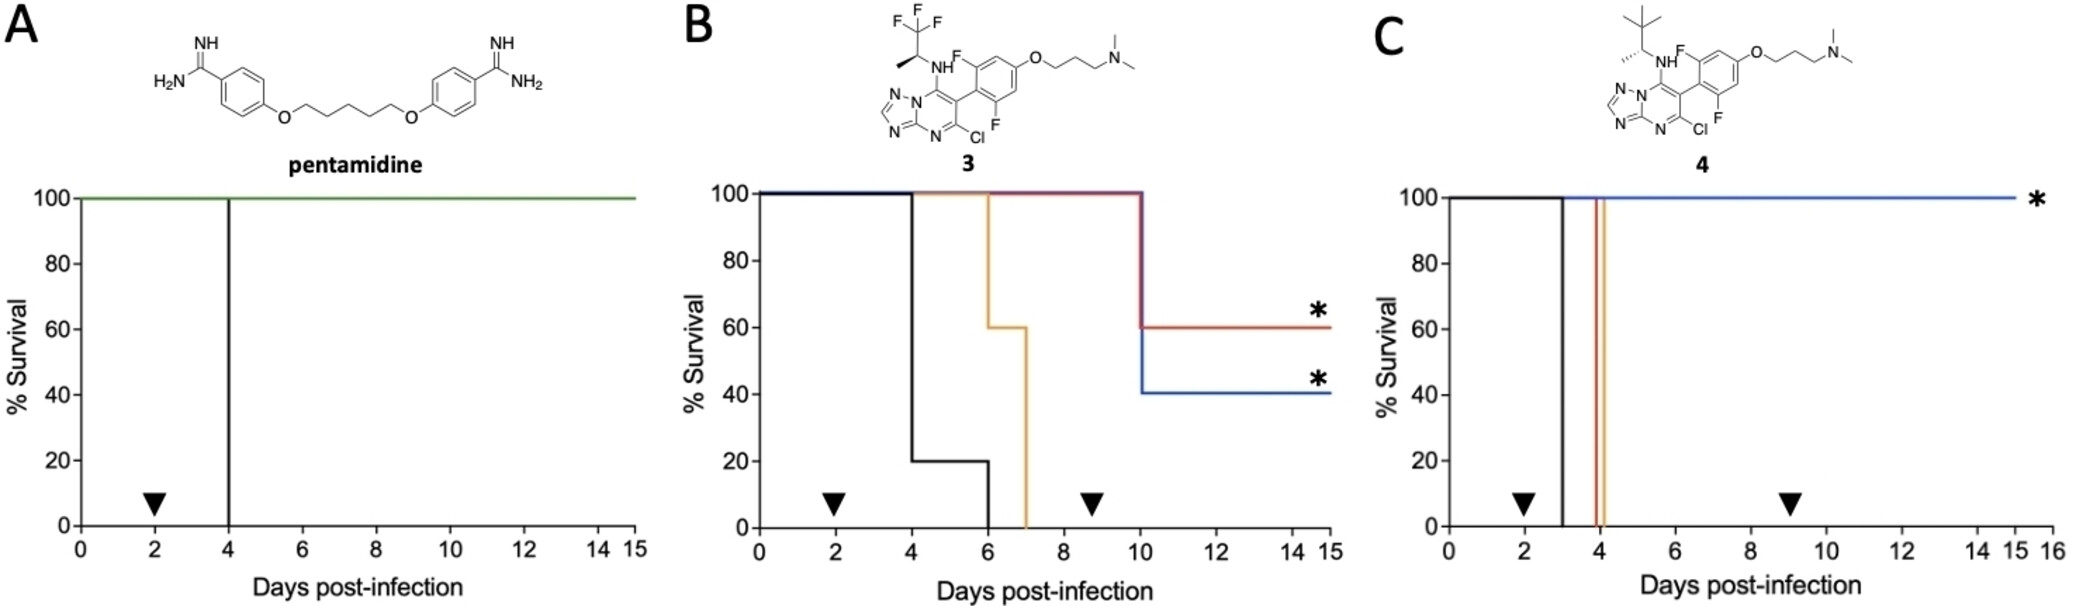 A
NH
H2N
O
O
NH
NH2
pentamidine
% Survival
100
80
60
40
20
0
0 2 4 6 8 10 12 14 15
Days post-infection
B
F
F F
NH
F
F
O
N
N
N
N
N
Cl
3
% Survival
100
80
60
40
20
0
*
*
0 2 4 6 8 10 12 14 15
Days post-infection
C
NH
F
F
O
N
N
N
N
N
Cl
4
% Survival
100
80
60
40
20
0
*
0 2 4 6 8 10 12 14 15 16
Days post-infection